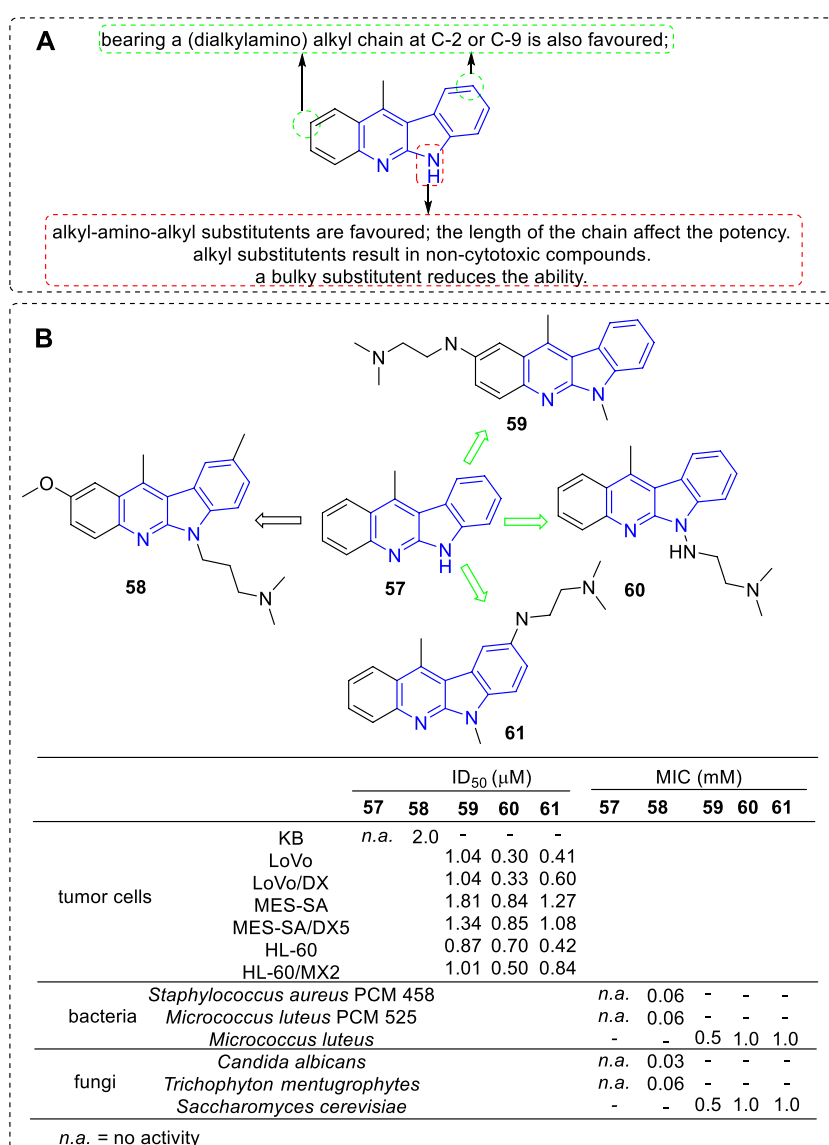 A
bearing a (dialkylamino) alkyl chain at C-2 or C-9 is also favoured;
N
N
H
alkyl-amino-alkyl substitutents are favoured; the length of the chain affect the potency.
alkyl substitutents result in non-cytotoxic compounds.
a bulky substitutent reduces the ability.
B
N
N
N
N
59
O
N
N
N
58
N
N
H
57
N
N
HN
N
60
N
N
N
N
61
ID50 (μM) MIC (mM)
57 58 59 60 61 57 58 59 60 61
KB n.a. 2.0 - - -
LoVo 1.04 0.30 0.41
LoVo/DX 1.04 0.33 0.60
tumor cells
MES-SA 1.81 0.84 1.27
MES-SA/DX5 1.34 0.85 1.08
HL-60 0.87 0.70 0.42
HL-60/MX2 1.01 0.50 0.84
Staphylococcus aureus PCM 458 n.a. 0.06 - - -
bacteria Micrococcus luteus PCM 525 n.a. 0.06 - - -
Micrococcus luteus - - 0.5 1.0 1.0
Candida albicans n.a. 0.03 - - -
fungi Trichophyton mentugrophytes n.a. 0.06 - - -
Saccharomyces cerevisiae - - 0.5 1.0 1.0
n.a. = no activity